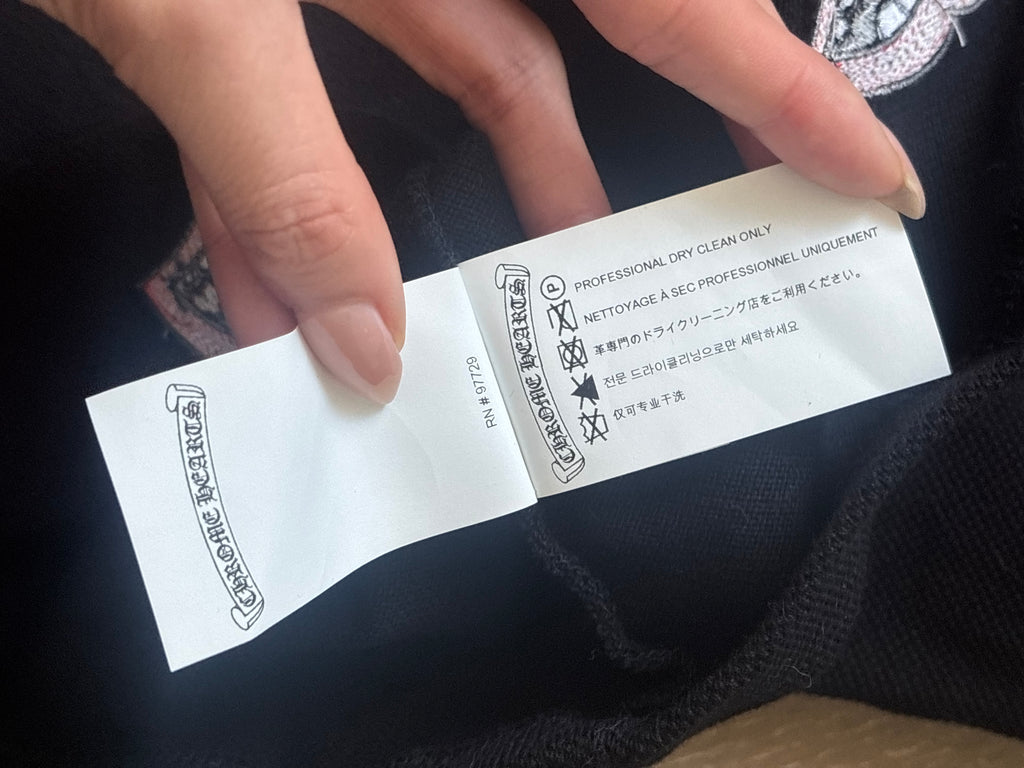 CHROME HEARTS
RN # 97729
CHROME HEARTS
P
PROFESSIONAL DRY CLEAN ONLY
NETTOYAGE À SEC PROFESSIONNEL UNIQUEMENT
革専門のドライクリーニング店をご利用ください。
전문 드라이클리닝으로만 세탁하세요
仅可专业干洗